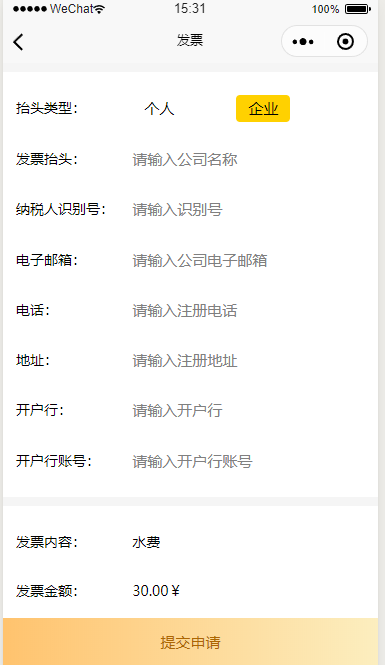 WeChat 15:31 100%
发票
抬头类型： 个人 企业
发票抬头： 请输入公司名称
纳税人识别号： 请输入识别号
电子邮箱： 请输入公司电子邮箱
电话： 请输入注册电话
地址： 请输入注册地址
开户行： 请输入开户行
开户行账号： 请输入开户行账号
发票内容： 水费
发票金额： 30.00￥
提交申请